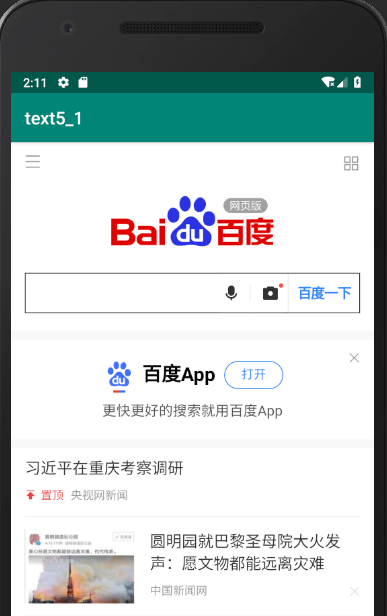 2:11
text5_1
网页版
Bai du 百度
百度一下
du 百度App 打开
更快更好的搜索就用百度App
习近平在重庆考察调研
置顶 央视网新闻
圆明园就巴黎圣母院大火发
声：愿文物都能远离灾难
中国新闻网